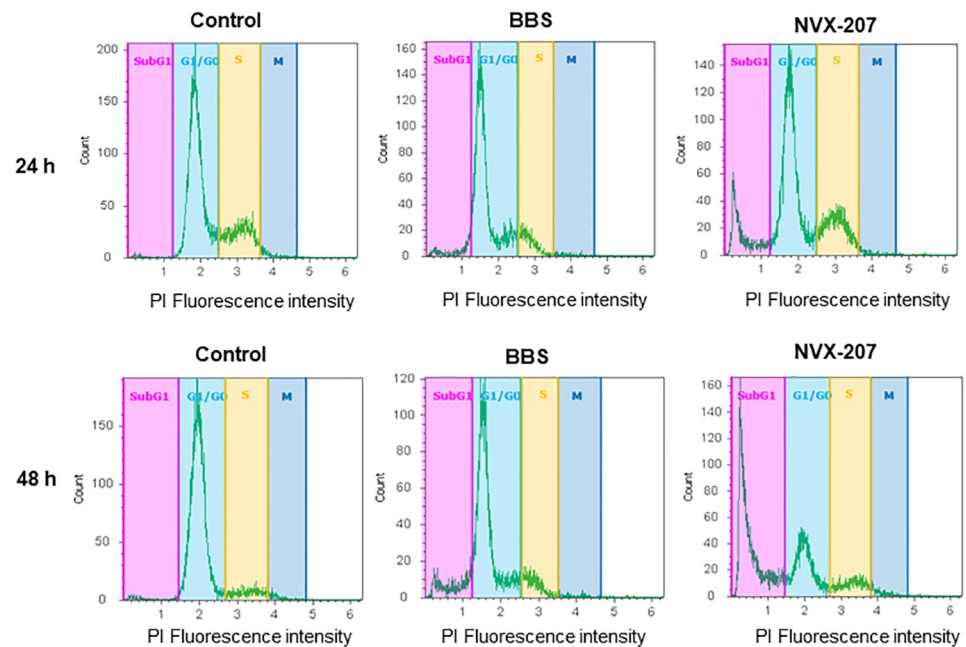 Control
BBS
NVX-207
24 h
Count
200
150
100
50
0
SubG1
G1/G0
S
M
1 2 3 4 5 6
PI Fluorescence intensity
Count
160
140
120
100
80
60
40
20
0
SubG1
G1/G0
S
M
1 2 3 4 5 6
PI Fluorescence intensity
Count
140
120
100
80
60
40
20
0
SubG1
G1/G0
S
M
1 2 3 4 5 6
PI Fluorescence intensity
Control
BBS
NVX-207
48 h
Count
150
100
50
0
SubG1
G1/G0
S
M
1 2 3 4 5 6
PI Fluorescence intensity
Count
120
100
80
60
40
20
0
SubG1
G1/G0
S
M
1 2 3 4 5 6
PI Fluorescence intensity
Count
160
140
120
100
80
60
40
20
0
SubG1
G1/G0
S
M
1 2 3 4 5 6
PI Fluorescence intensity